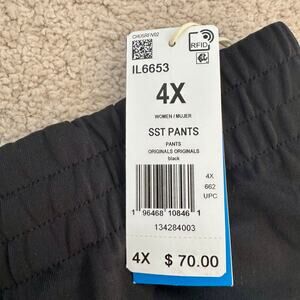 CHOSRFN02
RFID
IL6653
4X
WOMEN / MUJER
SST PANTS
PANTS
ORIGINALS ORIGINALS
black
4X
662
UPC
1 96468 10846 1
134284003
4X $ 70.00